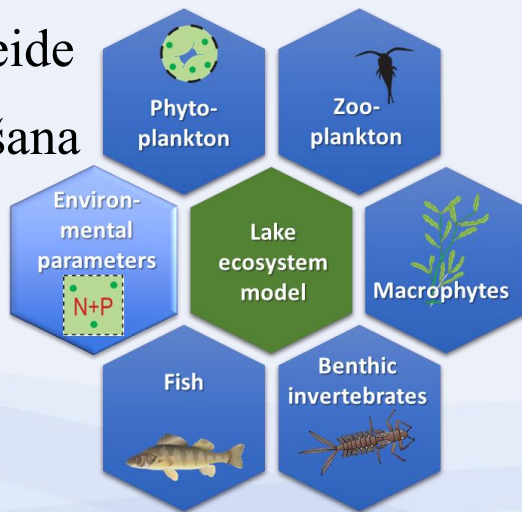 eide
šana
Phyto-
plankton
Zoo-
plankton
Environ-
mental
parameters
N+P
Lake
ecosystem
model
Macrophytes
Fish
Benthic
invertebrates